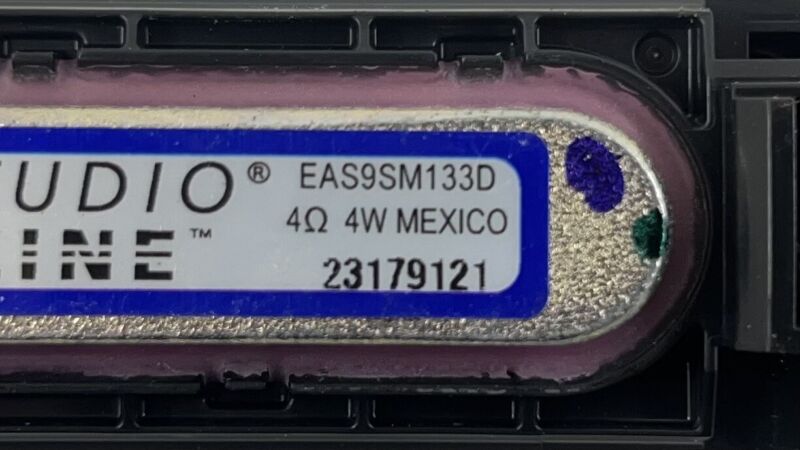 UDIO® EAS9SM133D
4Ω 4W MEXICO
INE™
23179121